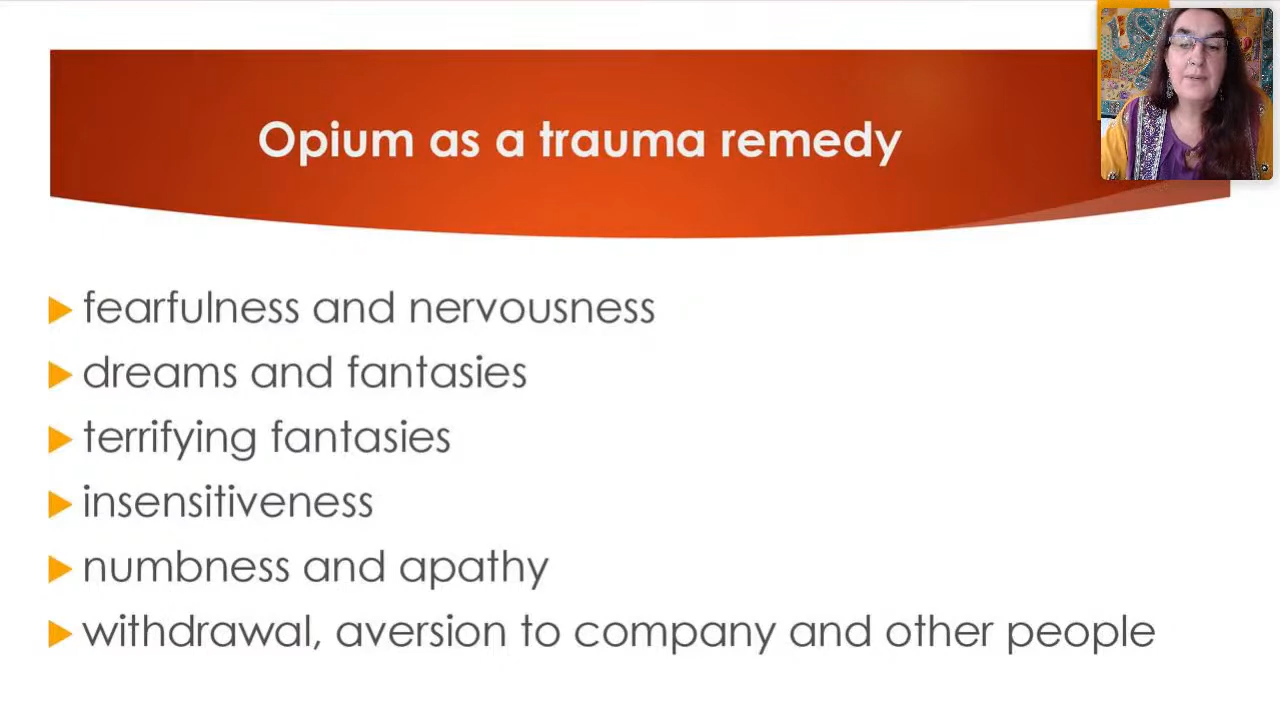 Opium as a trauma remedy
fearfulness and nervousness
dreams and fantasies
terrifying fantasies
insensitiveness
numbness and apathy
withdrawal, aversion to company and other people